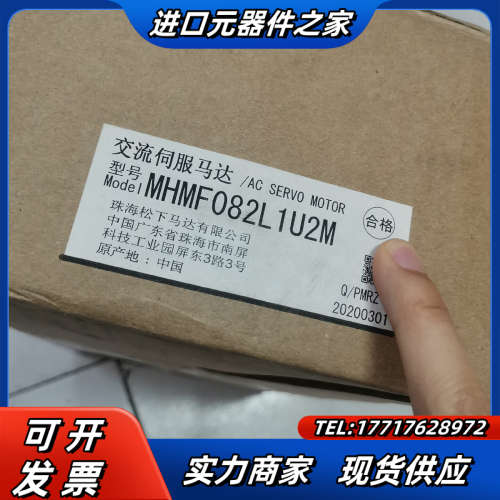 进口元器件之家
交流伺服马达 /AC SERVO MOTOR
型号
Model MHMF082L1U2M
合格
珠海松下马达有限公司
中国广东省珠海市南屏
科技工业园屏东3路3号
原产地：中国
Q/PMRZ
20200301
TEL:17717628972
可开
发票
实力商家 现货供应